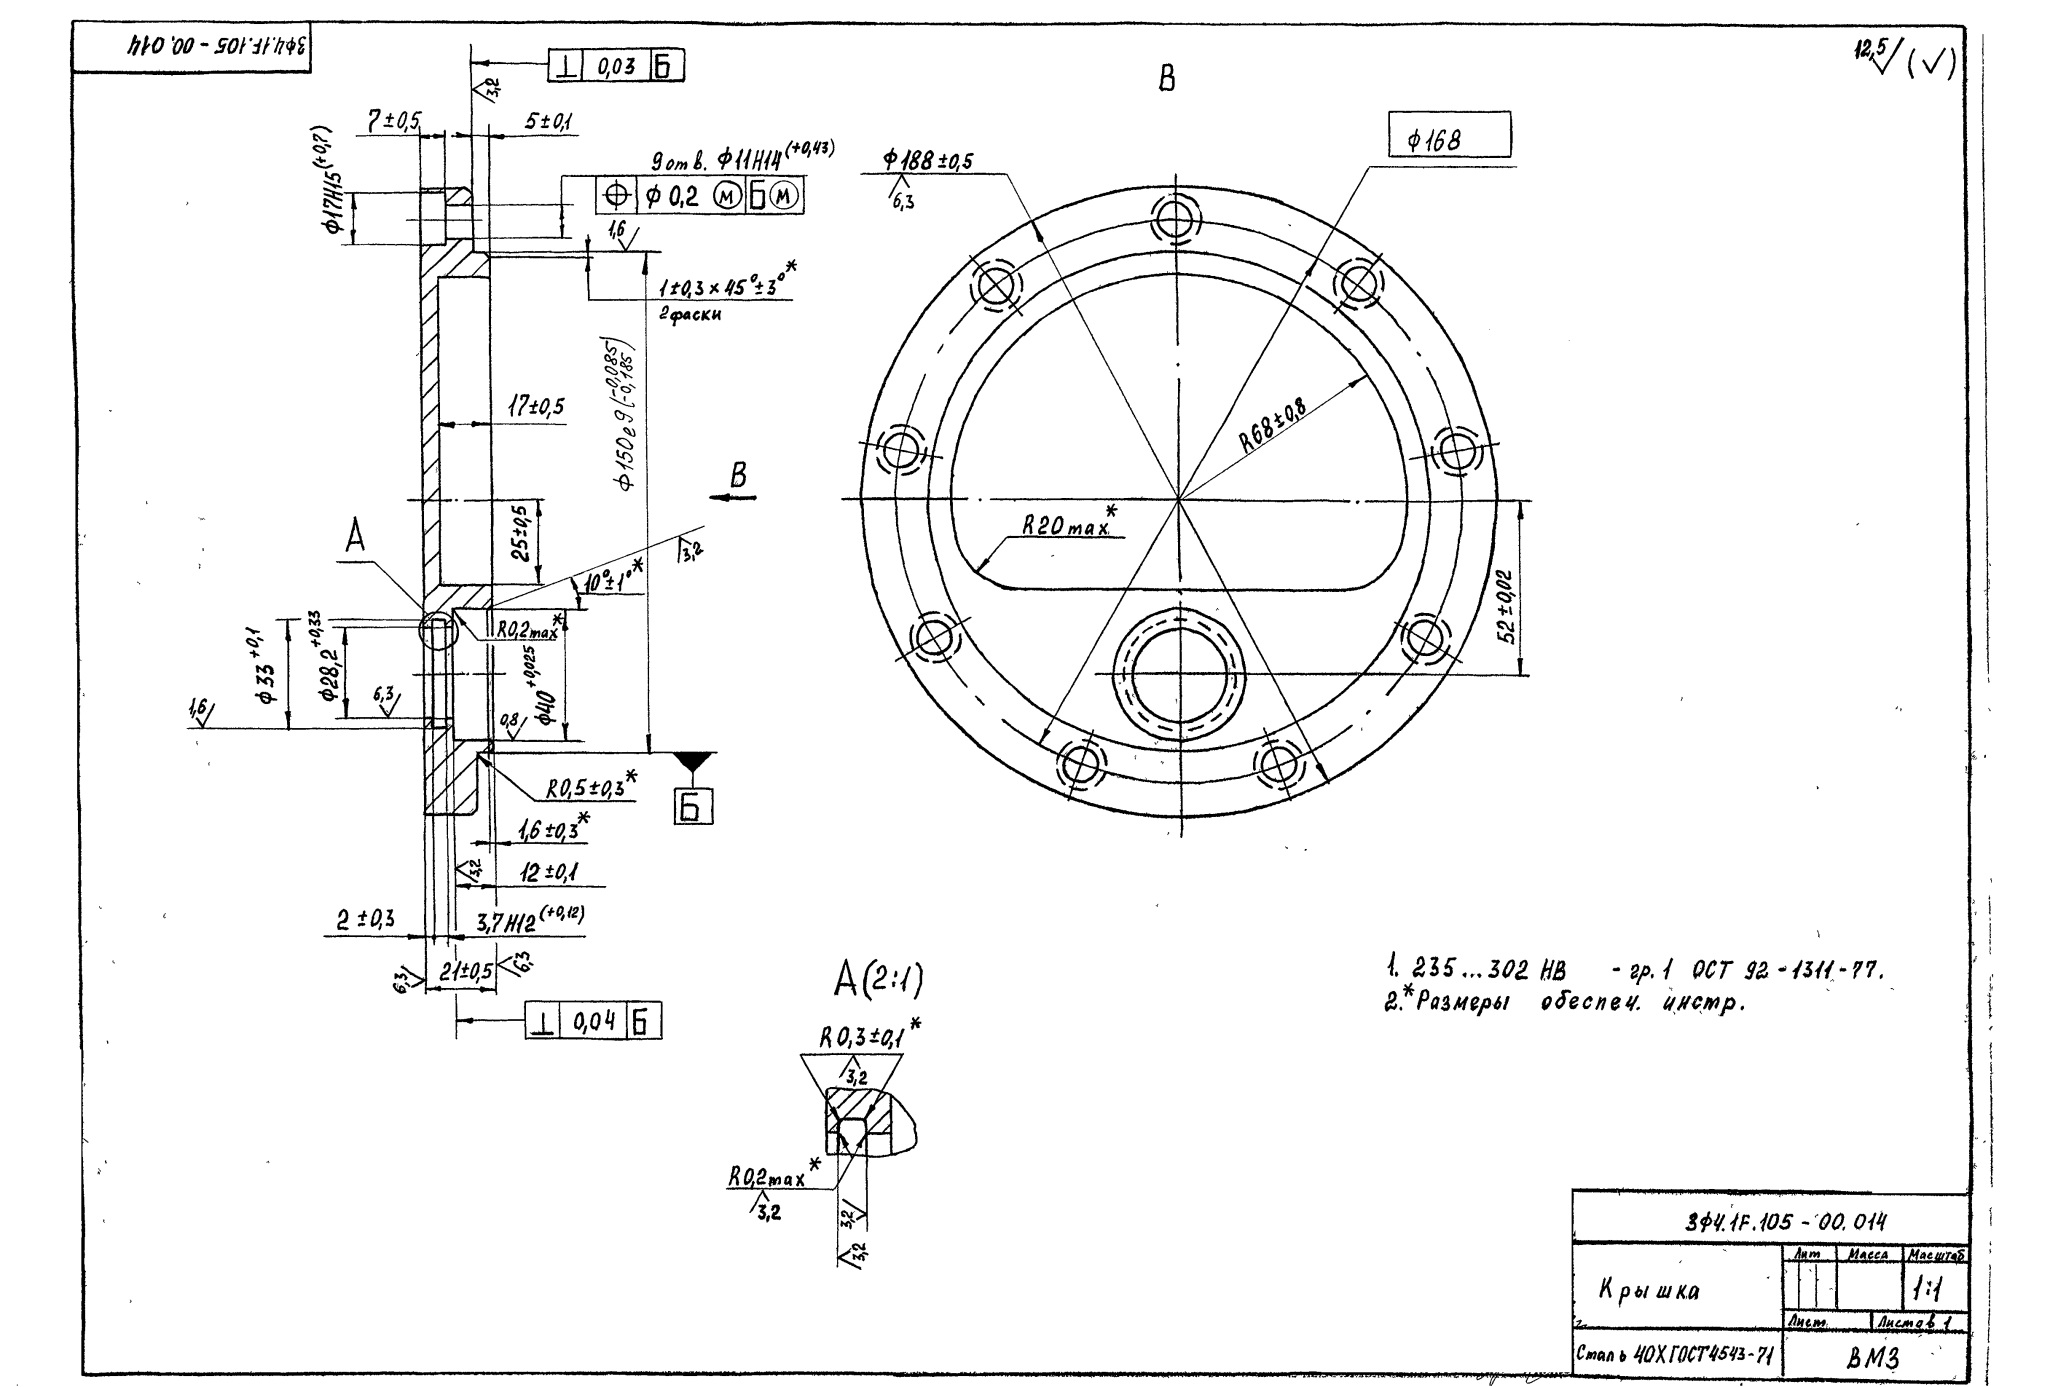 3Ф4.1F.105-00.014
⊥ 0,03 Б
3,2
12,5 (√)
В
7±0,5
5±0,1
ф168
ф17H15(+0,7)
9 отв. ф11H14(+0,43)
ф188±0,5
6,3
⌖ ф0,2 Ⓜ Б Ⓜ
1,6
1±0,3×45°±3°*
2 фаски
ф150е9(-0,085 -0,185)
17±0,5
R68±0,8
В
А
25±0,5
R20max*
3,2
10°±1°*
52±0,02
R0,2max*
ф33+0,1
ф28,2+0,33
ф40+0,025
6,3
1,6
0,8
R0,5±0,3*
Б
1,6±0,3*
3,2
12±0,1
2±0,3
3,7H12(+0,12)
21±0,5
6,3
6,3
⊥ 0,04 Б
А(2:1)
R0,3±0,1*
3,2
R0,2max*
3,2
3,2
3,2
1. 235...302 НВ - гр.1 ОСТ 92-1311-77.
2.*Размеры обеспеч. инстр.
3Ф4.1F.105-00.014
Крышка
Лит Масса Масштаб
1:1
Лист Листов 1
Сталь 40Х ГОСТ 4543-71
ВМЗ